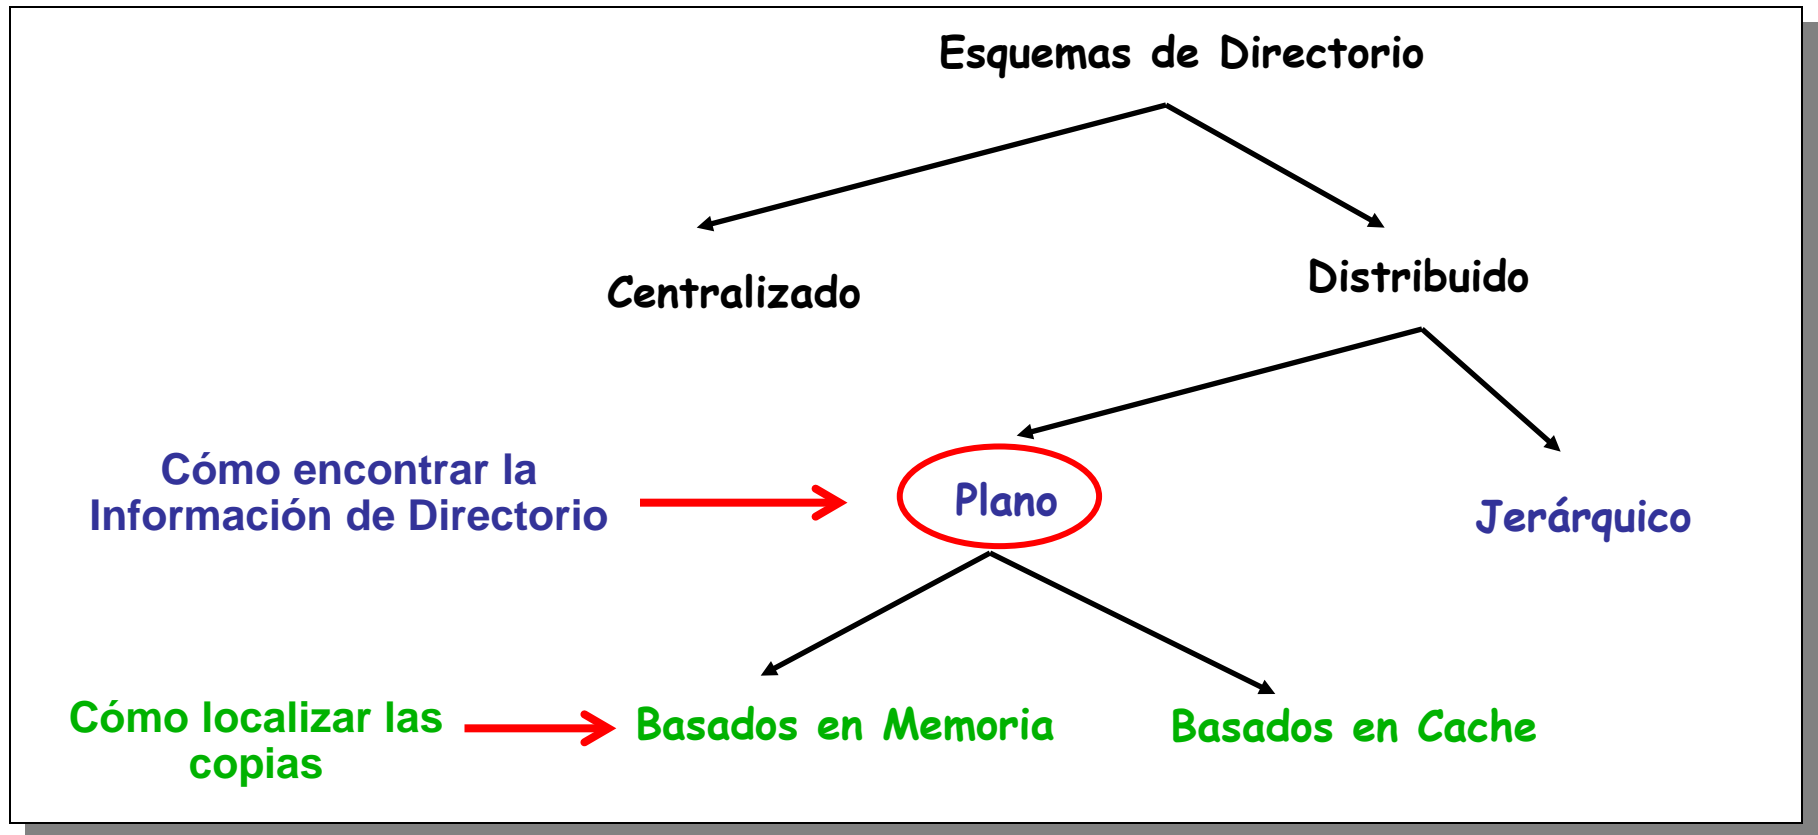 Esquemas de Directorio
Centralizado
Distribuido
Cómo encontrar la
Información de Directorio
Plano
Jerárquico
Cómo localizar las
copias
Basados en Memoria
Basados en Cache